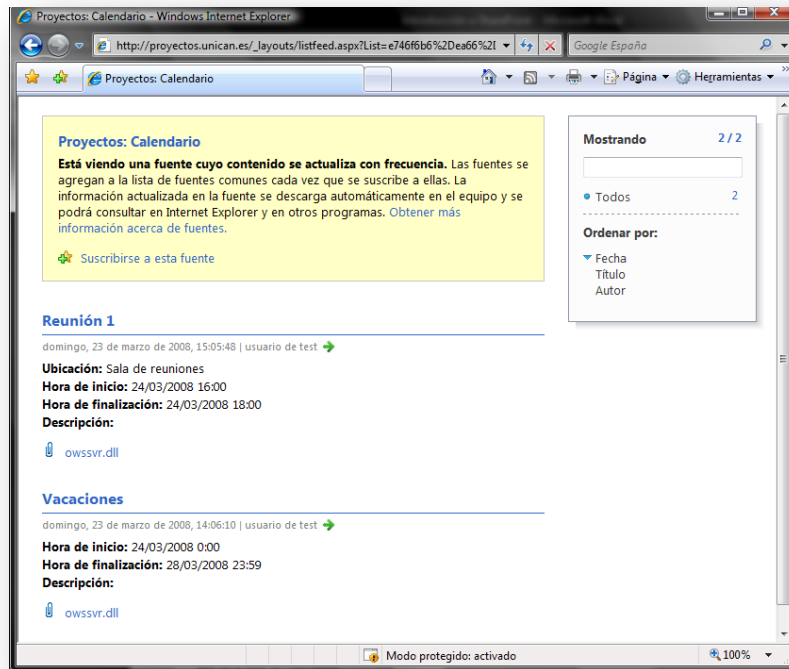 Proyectos: Calendario - Windows Internet Explorer
http://proyectos.unican.es/_layouts/listfeed.aspx?List=e746f6b6%2Dea66%2I
Google España
Proyectos: Calendario
Página
Herramientas
Proyectos: Calendario
Está viendo una fuente cuyo contenido se actualiza con frecuencia. Las fuentes se
agregan a la lista de fuentes comunes cada vez que se suscribe a ellas. La
información actualizada en la fuente se descarga automáticamente en el equipo y se
podrá consultar en Internet Explorer y en otros programas. Obtener más
información acerca de fuentes.
Suscribirse a esta fuente
Mostrando 2 / 2
Todos 2
Ordenar por:
Fecha
Título
Autor
Reunión 1
domingo, 23 de marzo de 2008, 15:05:48 | usuario de test
Ubicación: Sala de reuniones
Hora de inicio: 24/03/2008 16:00
Hora de finalización: 24/03/2008 18:00
Descripción:
owssvr.dll
Vacaciones
domingo, 23 de marzo de 2008, 14:06:10 | usuario de test
Hora de inicio: 24/03/2008 0:00
Hora de finalización: 28/03/2008 23:59
Descripción:
owssvr.dll
Modo protegido: activado
100%